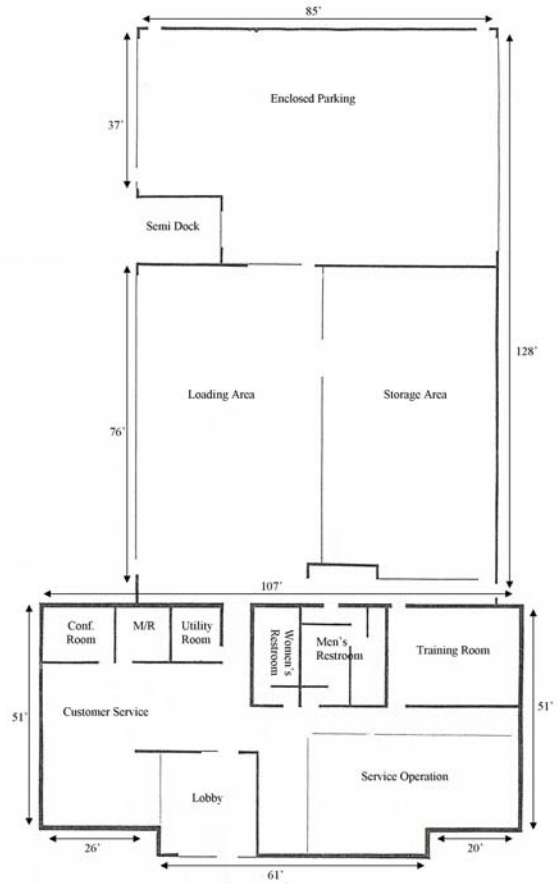 85’
Enclosed Parking
37’
Semi Dock
128’
Loading Area
Storage Area
76’
107’
Conf.
Room
M/R
Utility
Room
Women’s
Restroom
Men’s
Restroom
Training Room
51’
Customer Service
51’
Service Operation
Lobby
26’
20’
61’